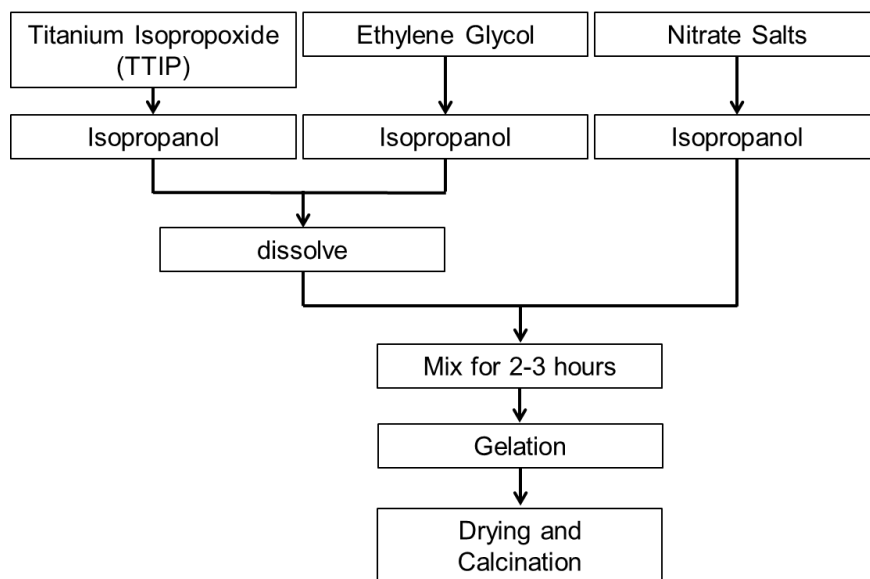 Titanium Isopropoxide
(TTIP)
Ethylene Glycol
Nitrate Salts
Isopropanol
Isopropanol
Isopropanol
dissolve
Mix for 2-3 hours
Gelation
Drying and
Calcination